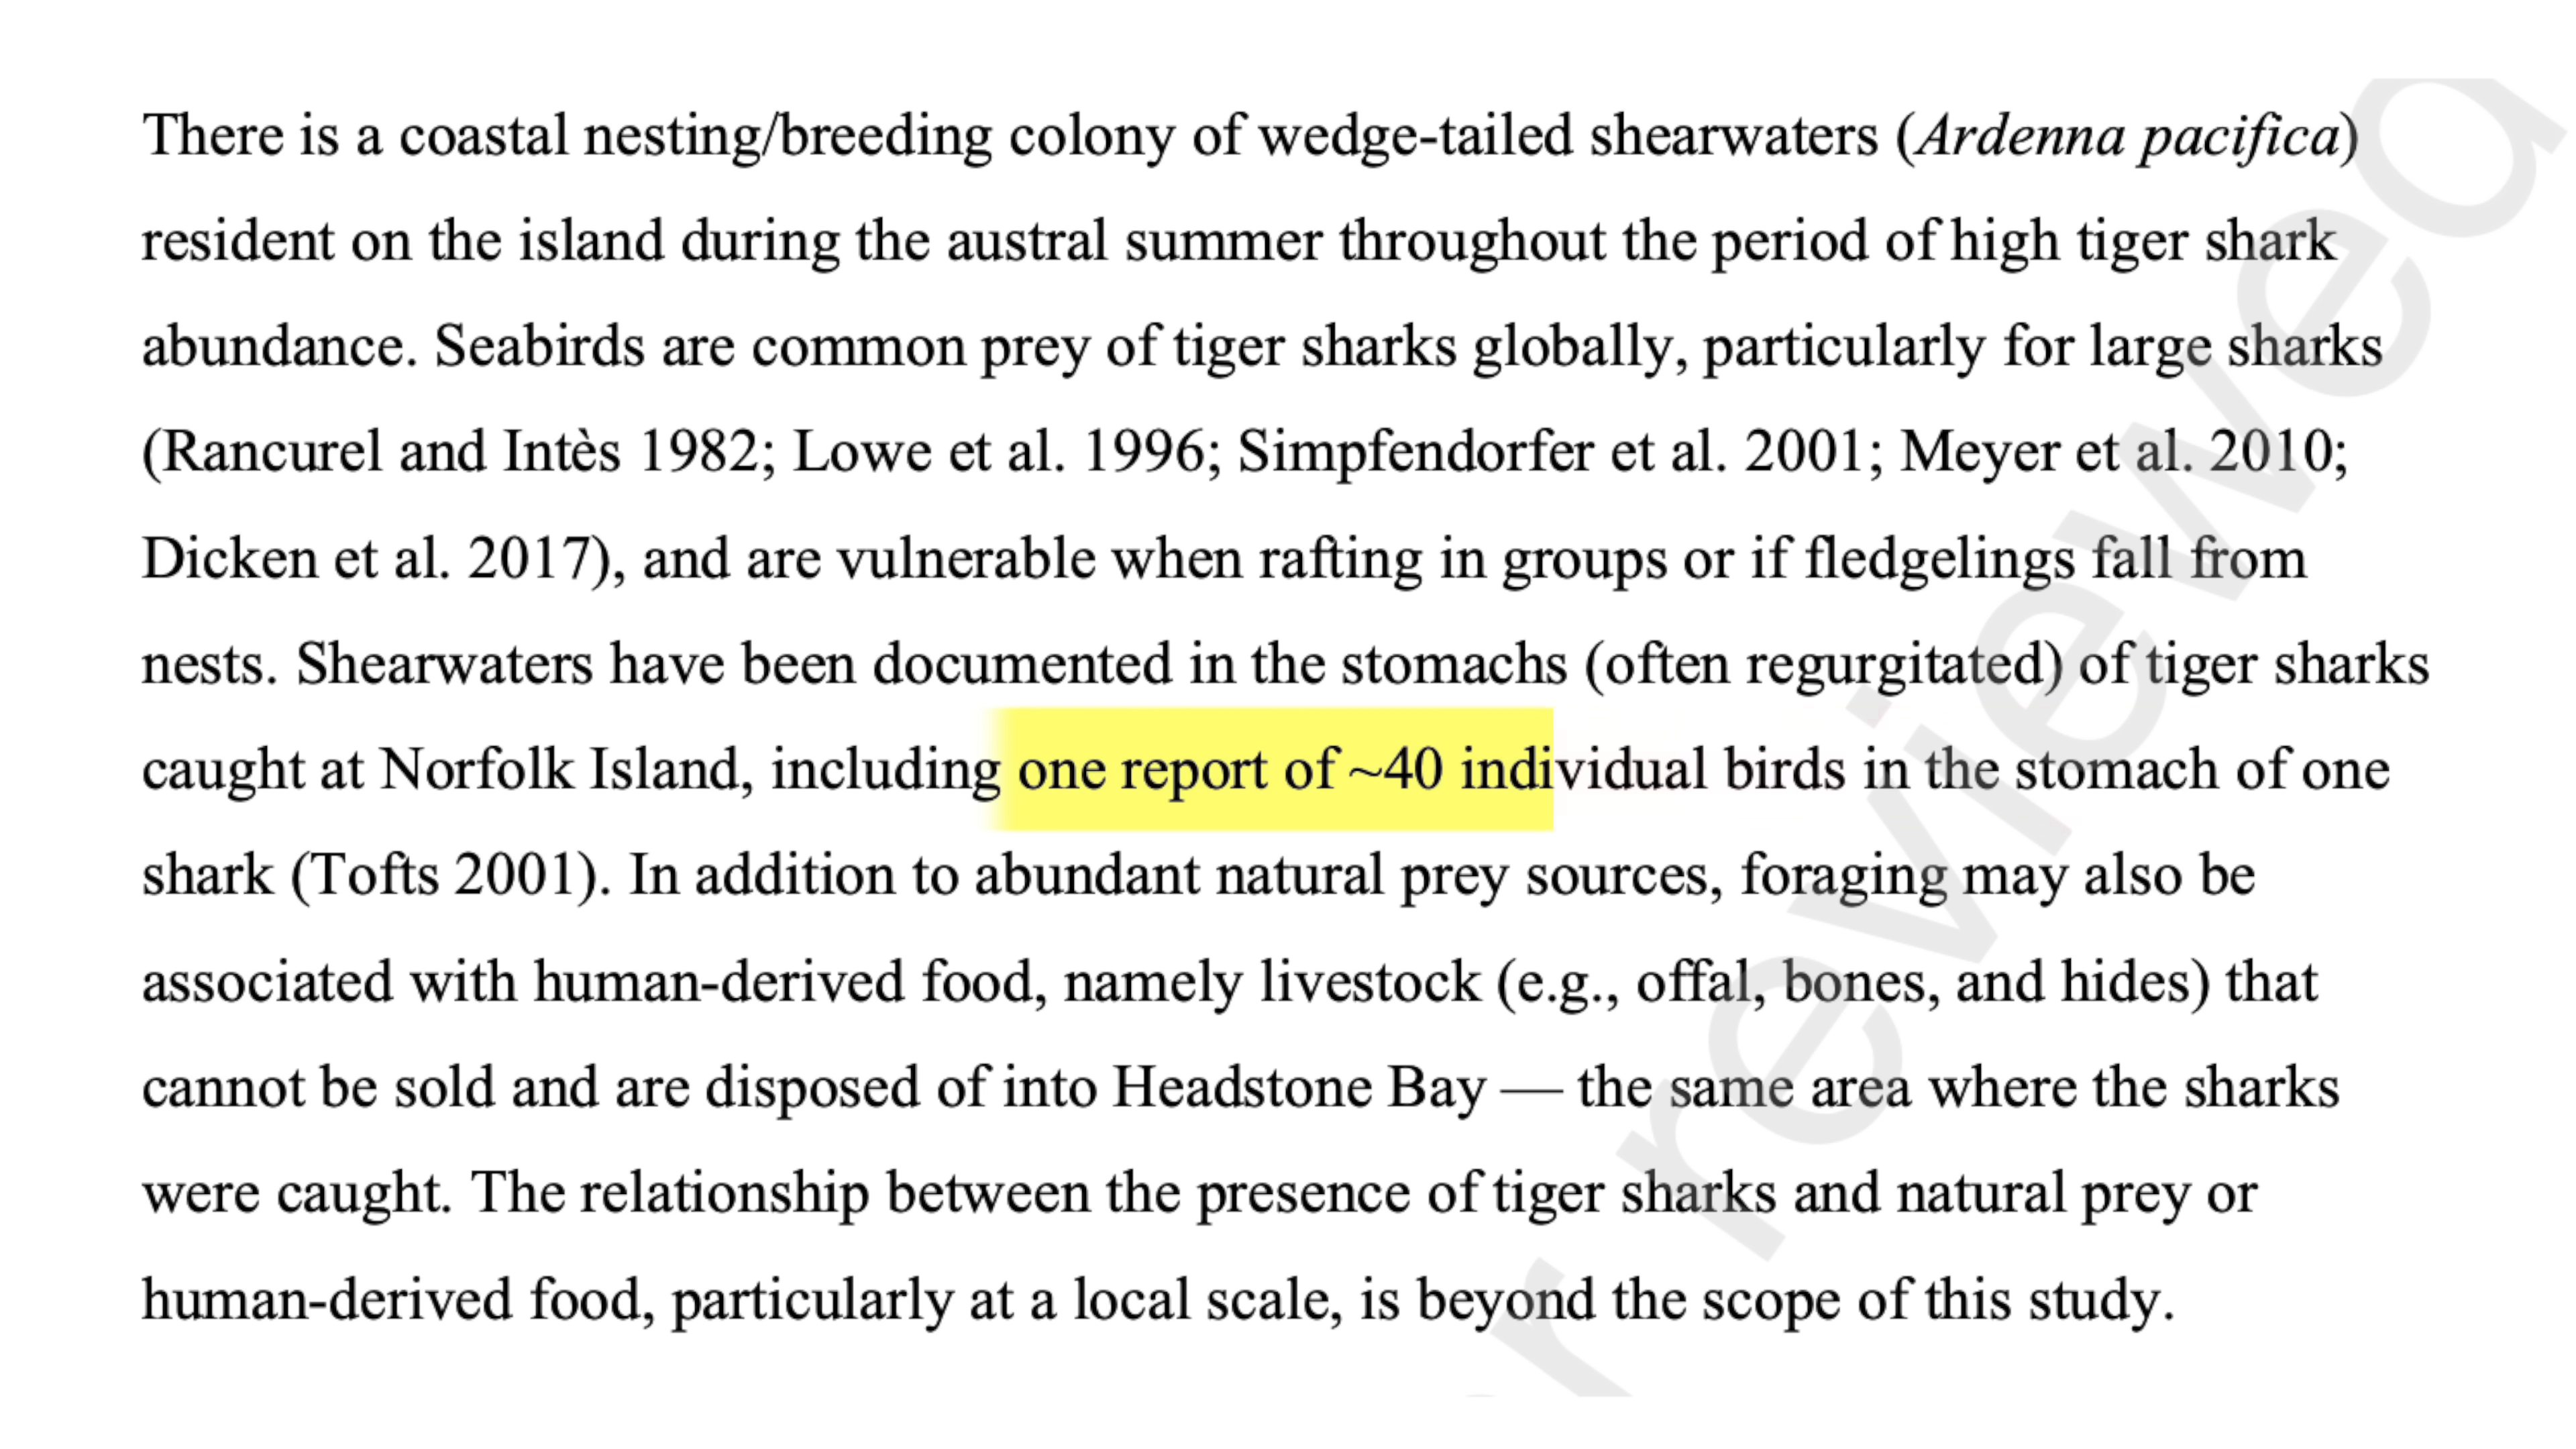 There is a coastal nesting/breeding colony of wedge-tailed shearwaters (Ardenna pacifica)
resident on the island during the austral summer throughout the period of high tiger shark
abundance. Seabirds are common prey of tiger sharks globally, particularly for large sharks
(Rancurel and Intès 1982; Lowe et al. 1996; Simpfendorfer et al. 2001; Meyer et al. 2010;
Dicken et al. 2017), and are vulnerable when rafting in groups or if fledgelings fall from
nests. Shearwaters have been documented in the stomachs (often regurgitated) of tiger sharks
caught at Norfolk Island, including one report of ~40 individual birds in the stomach of one
shark (Tofts 2001). In addition to abundant natural prey sources, foraging may also be
associated with human-derived food, namely livestock (e.g., offal, bones, and hides) that
cannot be sold and are disposed of into Headstone Bay — the same area where the sharks
were caught. The relationship between the presence of tiger sharks and natural prey or
human-derived food, particularly at a local scale, is beyond the scope of this study.
r reviewed